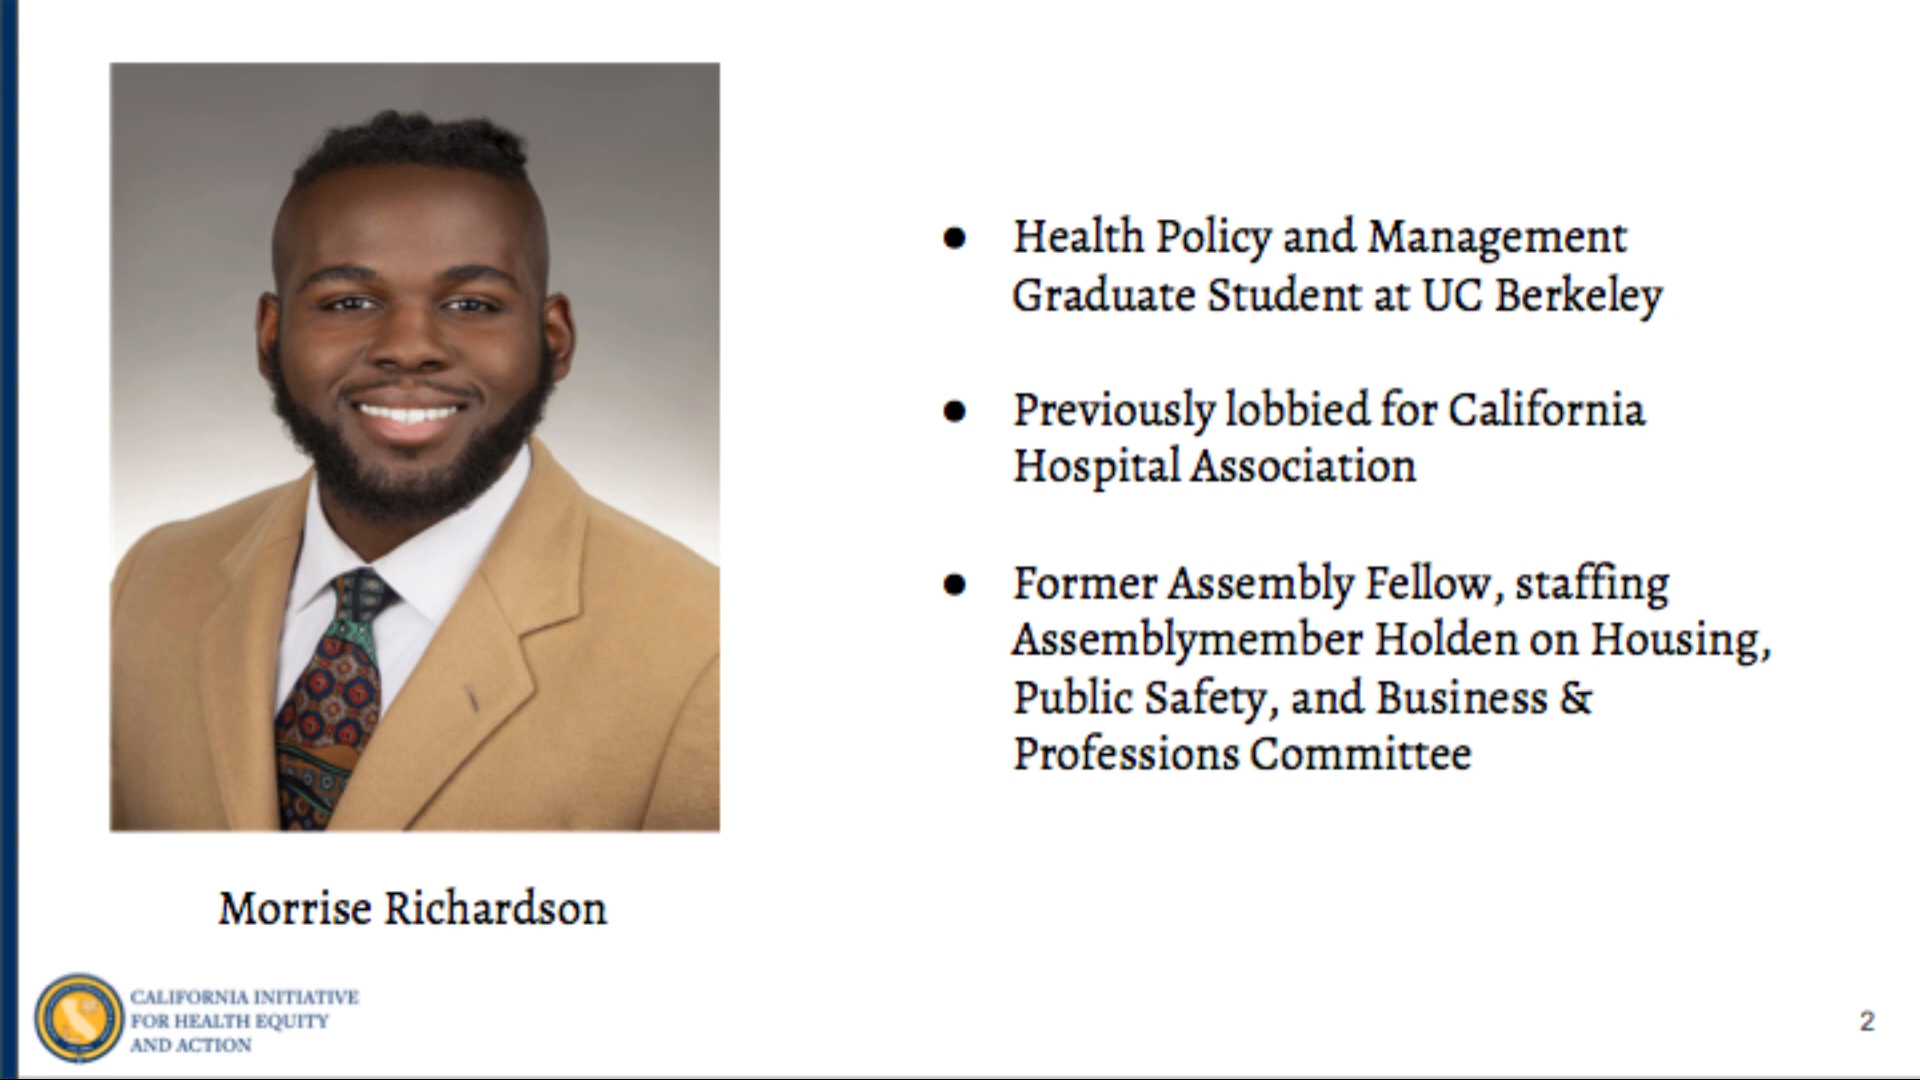 ● Health Policy and Management
Graduate Student at UC Berkeley
● Previously lobbied for California
Hospital Association
● Former Assembly Fellow, staffing
Assemblymember Holden on Housing,
Public Safety, and Business &
Professions Committee
Morrise Richardson
CALIFORNIA INITIATIVE
FOR HEALTH EQUITY
AND ACTION
2